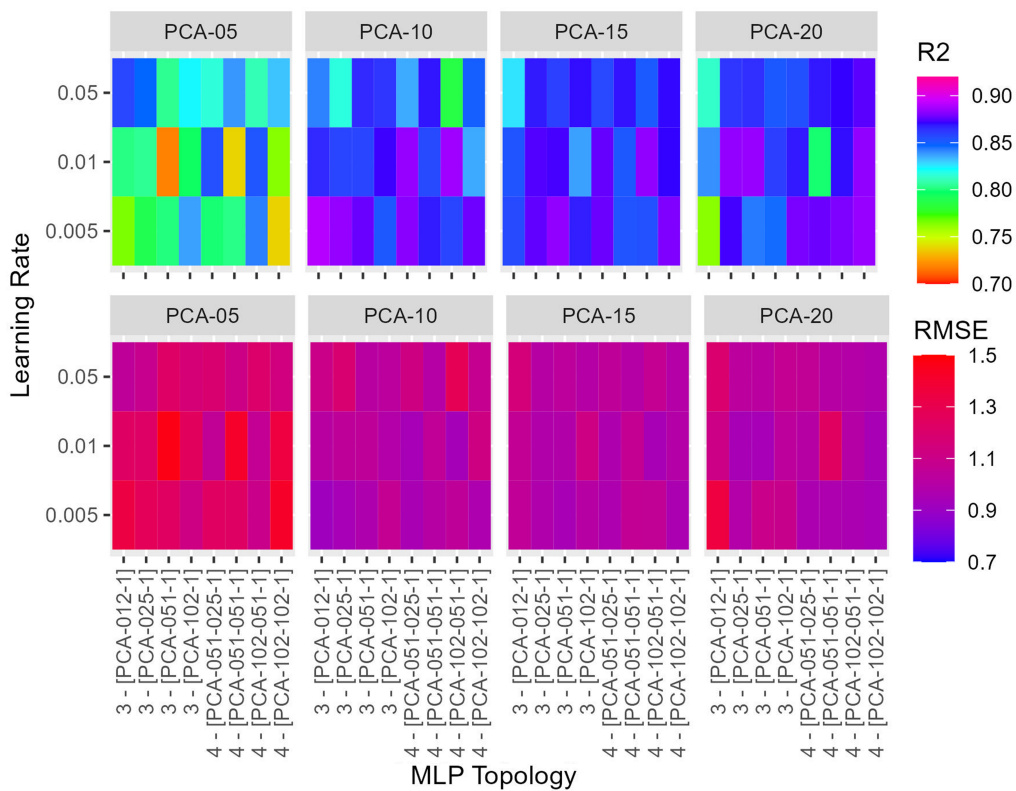 PCA-05 PCA-10 PCA-15 PCA-20
R2
0.05
0.01
0.005
0.90
0.85
0.80
0.75
0.70
Learning Rate
PCA-05 PCA-10 PCA-15 PCA-20
RMSE
0.05
0.01
0.005
1.5
1.3
1.1
0.9
0.7
3 - [PCA-012-1]
3 - [PCA-025-1]
3 - [PCA-051-1]
3 - [PCA-102-1]
4 - [PCA-051-025-1]
4 - [PCA-051-051-1]
4 - [PCA-102-051-1]
4 - [PCA-102-102-1]
3 - [PCA-012-1]
3 - [PCA-025-1]
3 - [PCA-051-1]
3 - [PCA-102-1]
4 - [PCA-051-025-1]
4 - [PCA-051-051-1]
4 - [PCA-102-051-1]
4 - [PCA-102-102-1]
3 - [PCA-012-1]
3 - [PCA-025-1]
3 - [PCA-051-1]
3 - [PCA-102-1]
4 - [PCA-051-025-1]
4 - [PCA-051-051-1]
4 - [PCA-102-051-1]
4 - [PCA-102-102-1]
3 - [PCA-012-1]
3 - [PCA-025-1]
3 - [PCA-051-1]
3 - [PCA-102-1]
4 - [PCA-051-025-1]
4 - [PCA-051-051-1]
4 - [PCA-102-051-1]
4 - [PCA-102-102-1]
MLP Topology